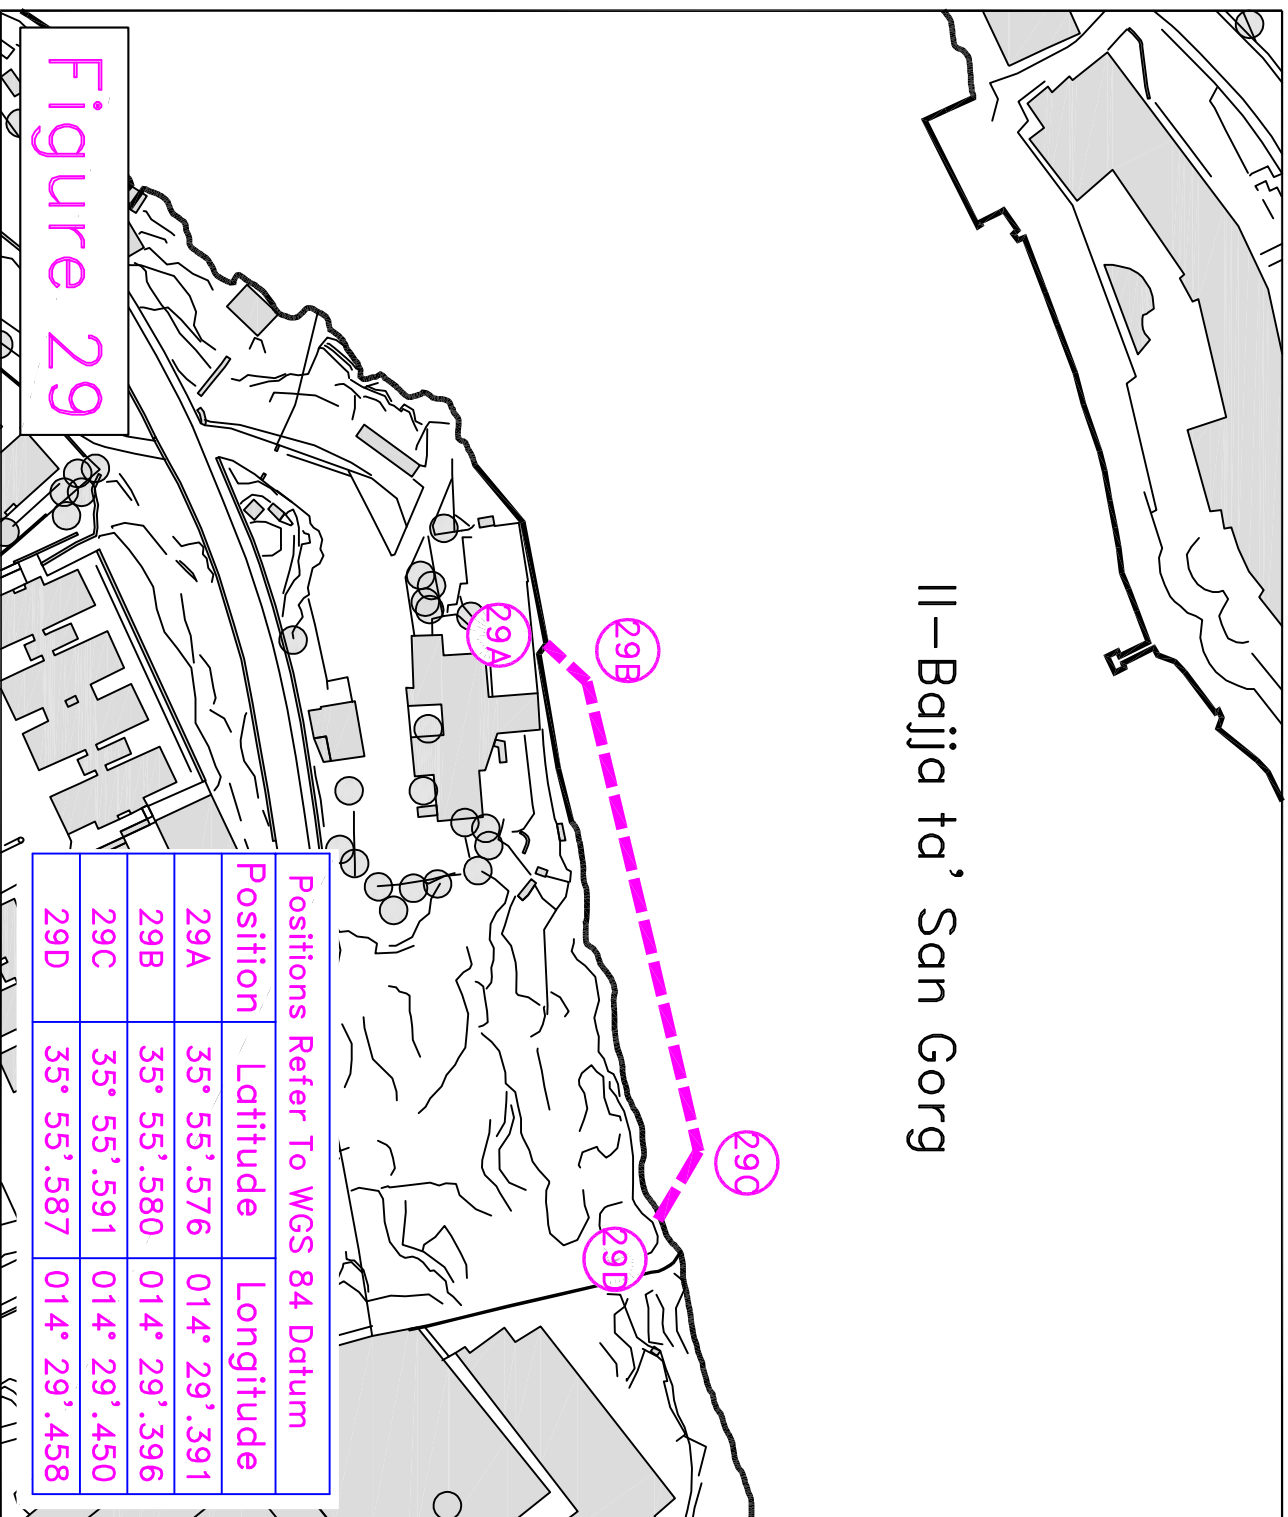 Il-Bajja ta' San Gorg
29A
29B
29C
29D
Positions Refer To WGS 84 Datum
Position Latitude Longitude
29A 35° 55'.576 014° 29'.391
29B 35° 55'.580 014° 29'.396
29C 35° 55'.591 014° 29'.450
29D 35° 55'.587 014° 29'.458
Figure 29